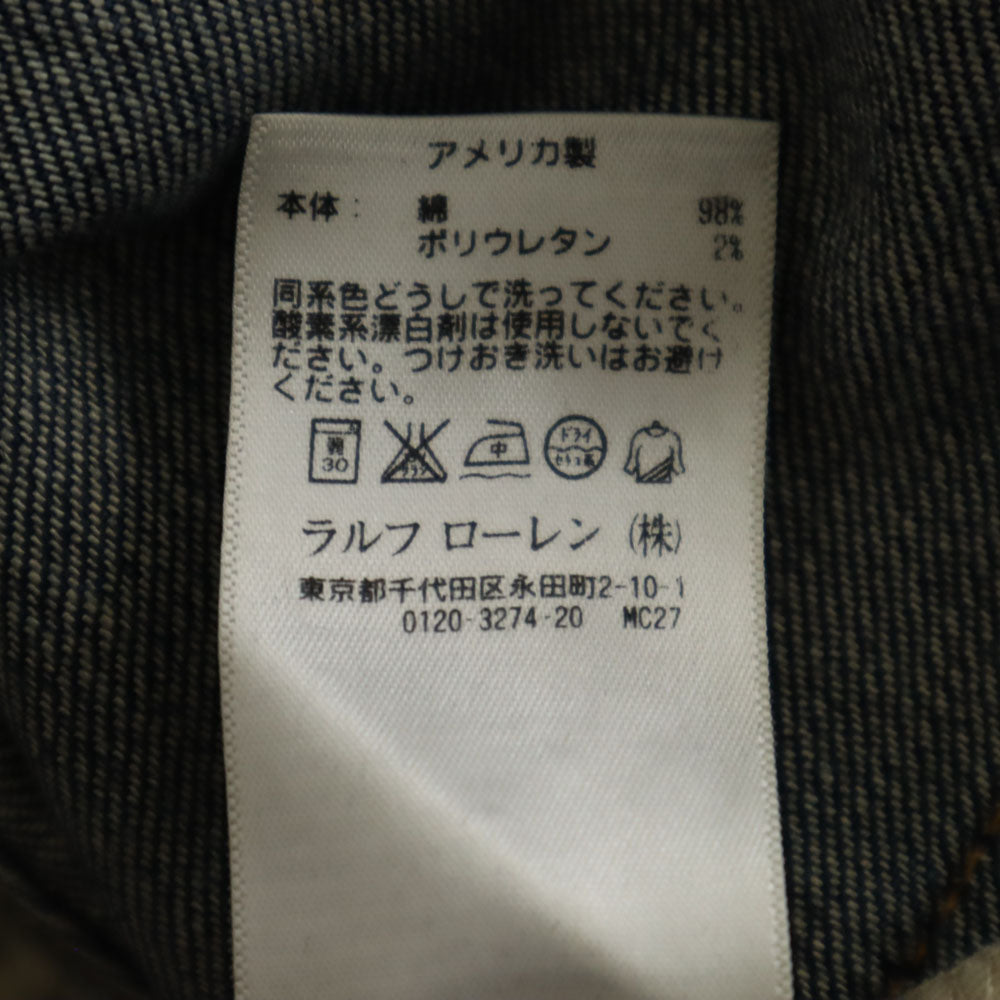 アメリカ製
本体: 綿 98%
ポリウレタン 2%
同系色どうしで洗ってください。
酸素系漂白剤は使用しないでく
ださい。つけおき洗いはお避け
ください。
弱 30 中 ドライ
ラルフ ローレン (株)
東京都千代田区永田町2-10-1
0120-3274-20 MC27